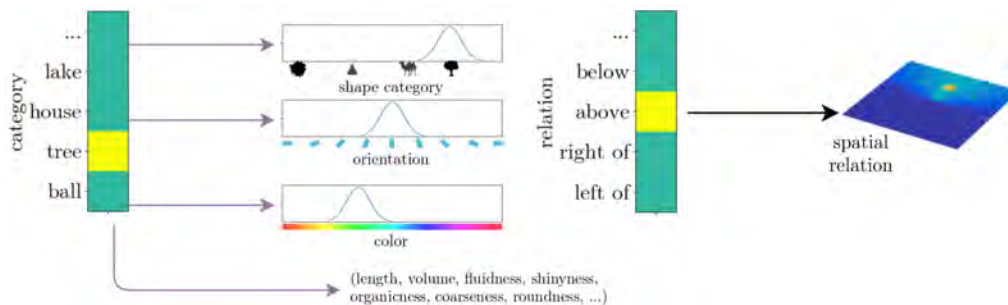 category
...
lake
house
tree
ball
shape category
orientation
color
(length, volume, fluidness, shinyness,
organicness, coarseness, roundness, ...)
relation
...
below
above
right of
left of
spatial
relation